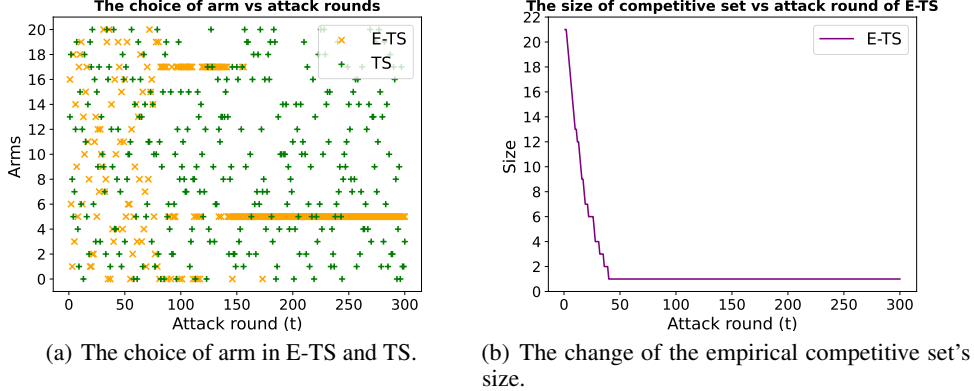 The choice of arm vs attack rounds
20
18
16
14
12
10
8
6
4
2
0
Arms
E-TS
TS
0 50 100 150 200 250 300
Attack round (t)
(a) The choice of arm in E-TS and TS.
The size of competitive set vs attack round of E-TS
22
20
18
16
14
12
10
8
6
4
2
0
Size
E-TS
0 50 100 150 200 250 300
Attack round (t)
(b) The change of the empirical competitive set's
size.